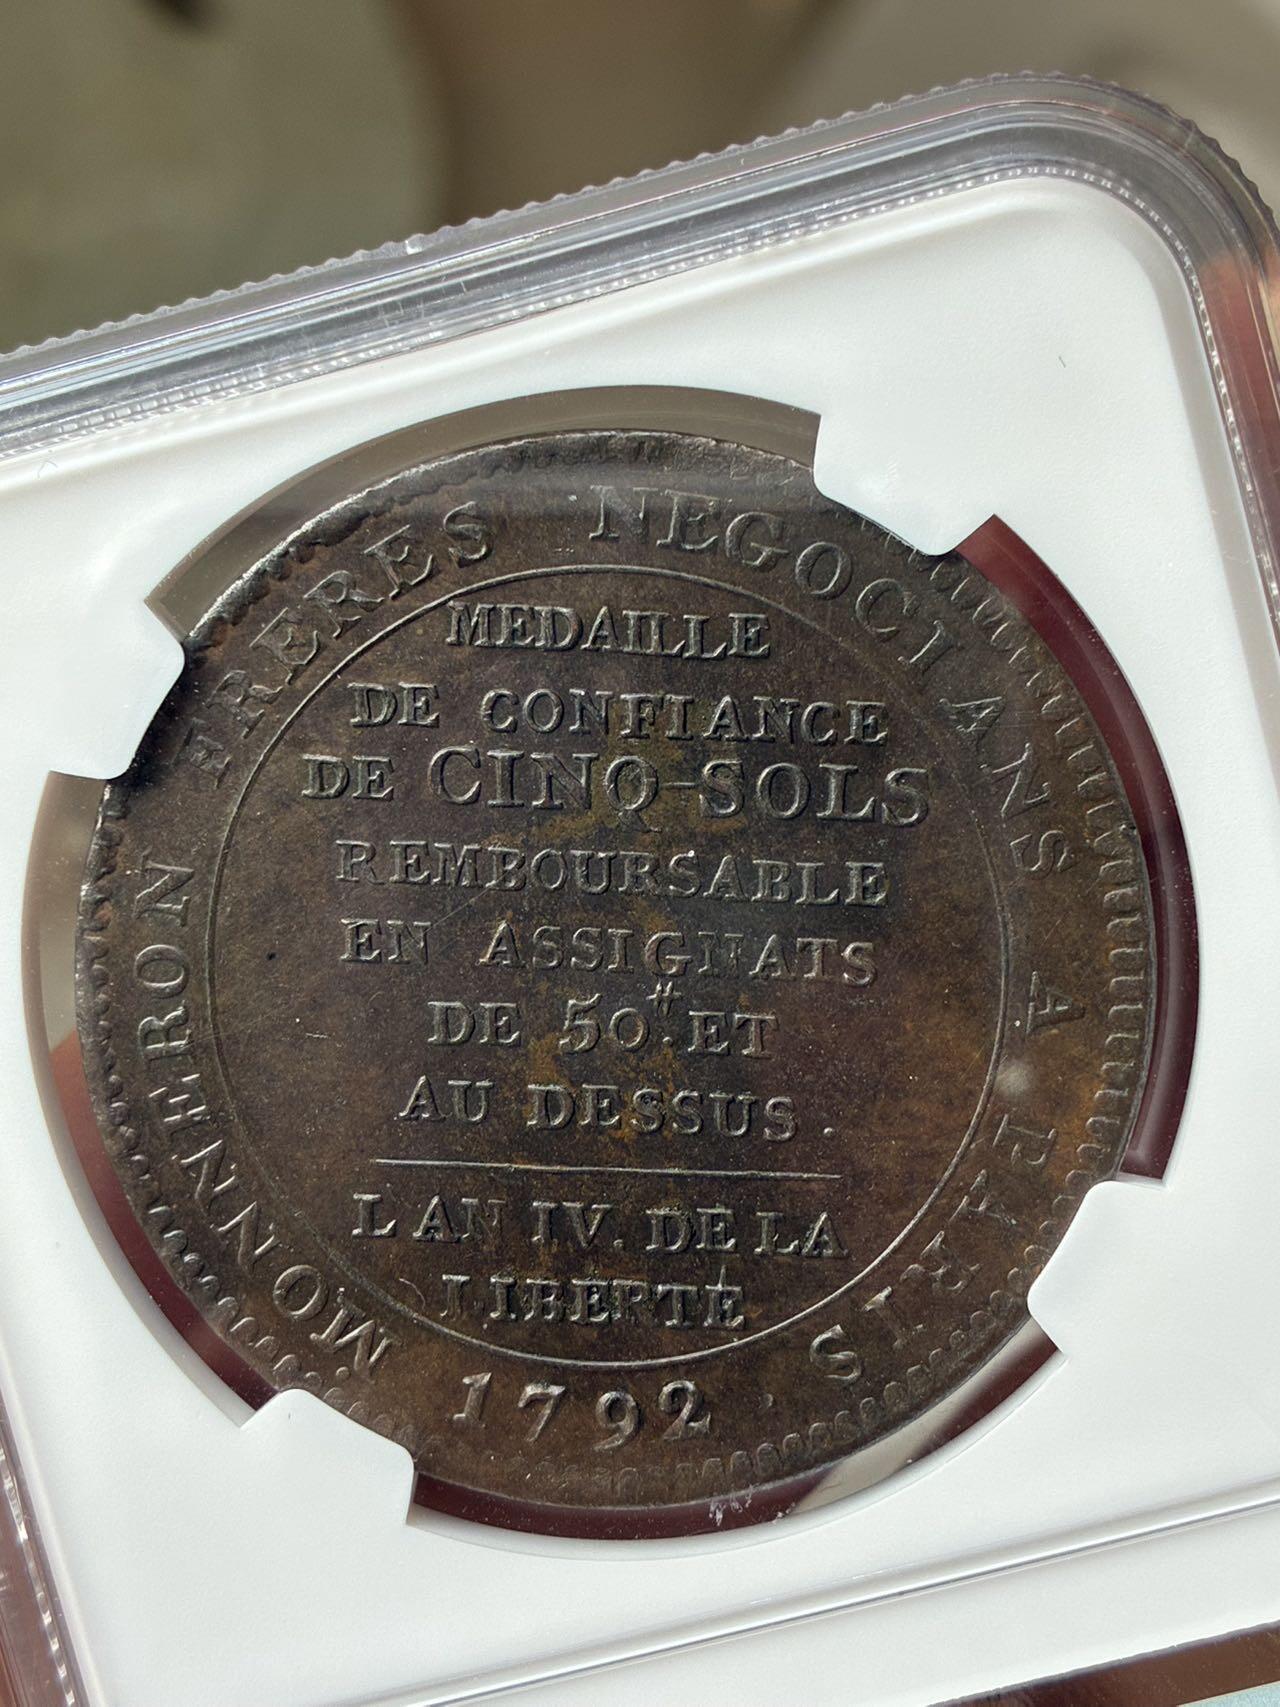 MONNERON FRERES NEGOCIANS A PARIS
MEDAILLE
DE CONFIANCE
DE CINQ-SOLS
REMBOURSABLE
EN ASSIGNATS
DE 50.# ET
AU DESSUS.
L AN IV. DE LA
LIBERTÉ
1792.